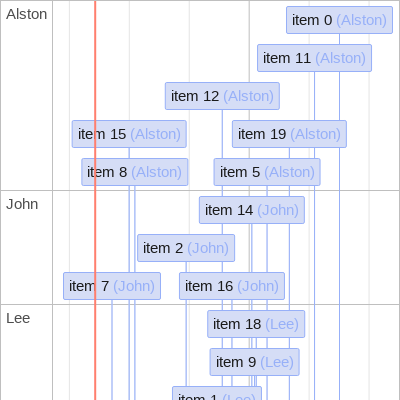 Alston
item 0 (Alston)
item 11 (Alston)
item 12 (Alston)
item 15 (Alston)
item 19 (Alston)
item 8 (Alston)
item 5 (Alston)
John
item 14 (John)
item 2 (John)
item 7 (John)
item 16 (John)
Lee
item 18 (Lee)
item 9 (Lee)
item 1 (Lee)